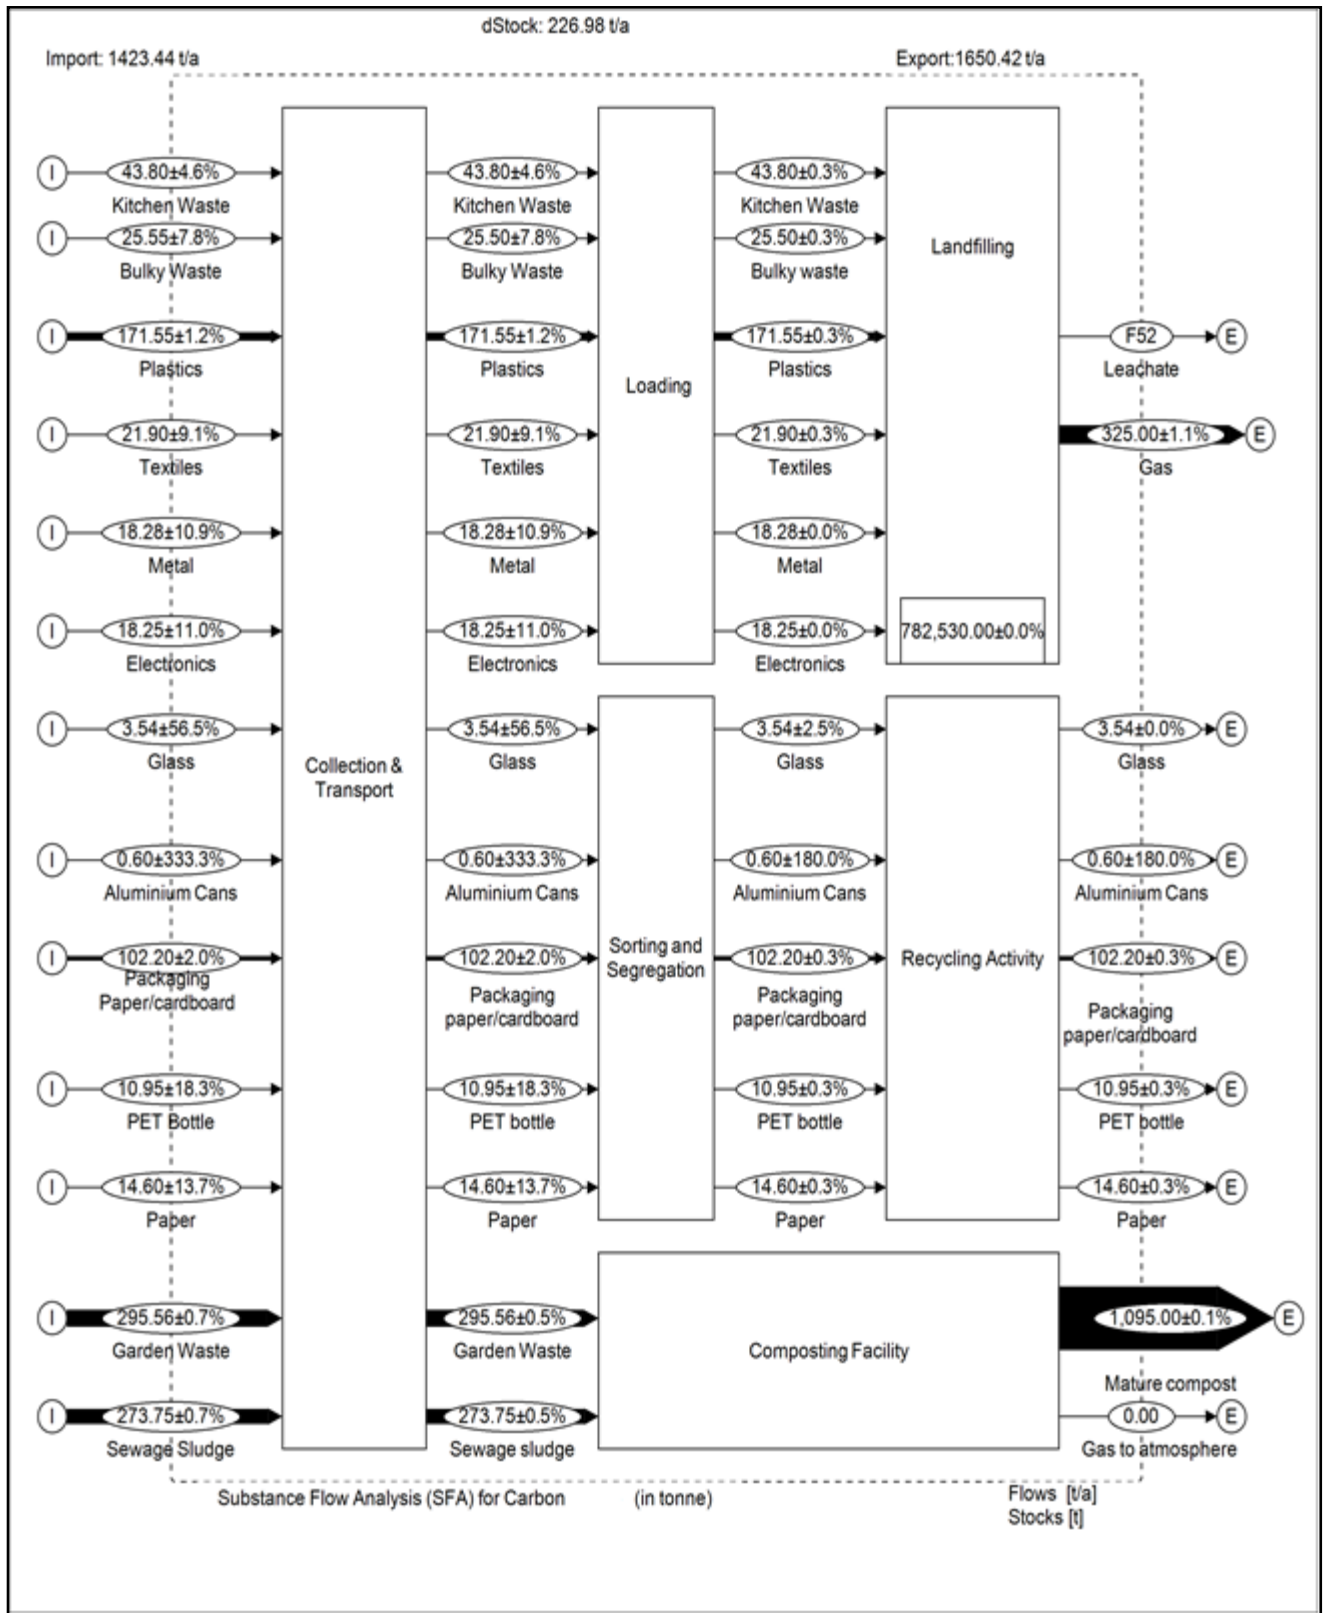 dStock: 226.98 t/a
Import: 1423.44 t/a
Export:1650.42 t/a
I 43.80±4.6% 43.80±4.6% 43.80±0.3%
Kitchen Waste Kitchen Waste Kitchen Waste
I 25.55±7.8% 25.50±7.8% 25.50±0.3%
Landfilling
Bulky Waste Bulky Waste Bulky waste
I 171.55±1.2% 171.55±1.2% 171.55±0.3% F52 E
Plastics Plastics Plastics Leachate
Loading
I 21.90±9.1% 21.90±9.1% 21.90±0.3% 325.00±1.1% E
Textiles Textiles Textiles Gas
I 18.28±10.9% 18.28±10.9% 18.28±0.0%
Metal Metal Metal
I 18.25±11.0% 18.25±11.0% 18.25±0.0% 782,530.00±0.0%
Electronics Electronics Electronics
I 3.54±56.5% 3.54±56.5% 3.54±2.5% 3.54±0.0% E
Glass Glass Glass Glass
Collection &
Transport
I 0.60±333.3% 0.60±333.3% 0.60±180.0% 0.60±180.0% E
Aluminium Cans Aluminium Cans Aluminium Cans Aluminium Cans
Sorting and
Segregation
Recycling Activity
I 102.20±2.0% 102.20±2.0% 102.20±0.3% 102.20±0.3% E
Packaging
Paper/cardboard
Packaging
paper/cardboard
Packaging
paper/cardboard
Packaging
paper/cardboard
I 10.95±18.3% 10.95±18.3% 10.95±0.3% 10.95±0.3% E
PET Bottle PET bottle PET bottle PET bottle
I 14.60±13.7% 14.60±13.7% 14.60±0.3% 14.60±0.3% E
Paper Paper Paper Paper
I 295.56±0.7% 295.56±0.5% 1,095.00±0.1% E
Garden Waste Garden Waste Composting Facility
Mature compost
I 273.75±0.7% 273.75±0.5% 0.00 E
Sewage Sludge Sewage sludge Gas to atmosphere
Substance Flow Analysis (SFA) for Carbon (in tonne)
Flows [t/a]
Stocks [t]